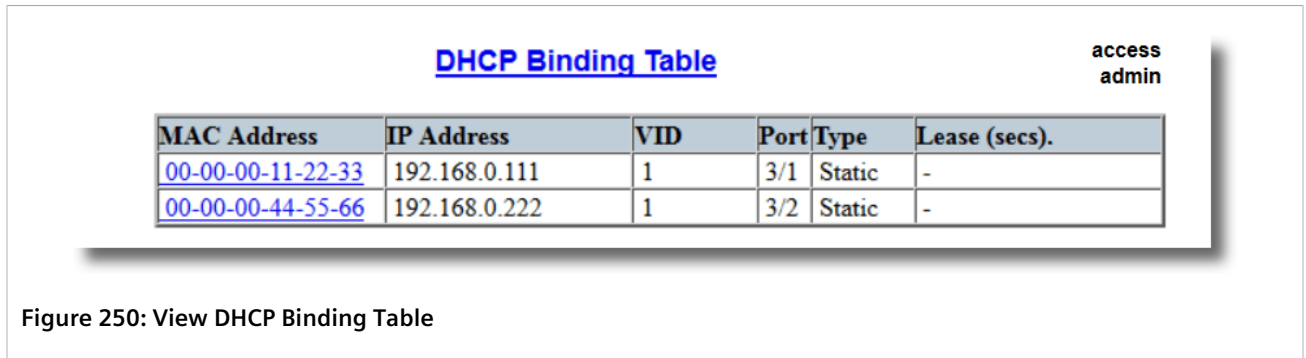 DHCP Binding Table
access
admin
MAC Address IP Address VID Port Type Lease (secs).
00-00-00-11-22-33 192.168.0.111 1 3/1 Static -
00-00-00-44-55-66 192.168.0.222 1 3/2 Static -
Figure 250: View DHCP Binding Table